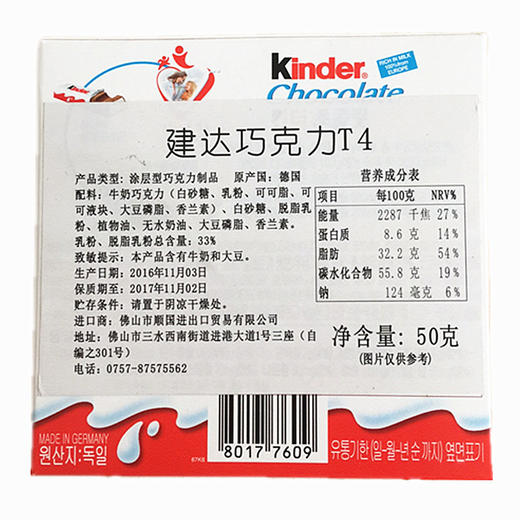 Kinder®
Chocolate
RICH IN MILK
EUROPE
建达巧克力T4
产品类型: 涂层型巧克力制品 原产国: 德国
配料: 牛奶巧克力 (白砂糖、乳粉、可可脂、可
可液块、大豆磷脂、香兰素)、白砂糖、脱脂乳
粉、植物油、无水奶油、大豆磷脂、香兰素。
乳粉、脱脂乳粉总含量: 33%
致敏提示: 本产品含有牛奶和大豆。
生产日期: 2016年11月03日
保质期至: 2017年11月02日
贮存条件: 请置于阴凉干燥处。
进口商: 佛山市顺国进出口贸易有限公司
地址: 佛山市三水西南街道进港大道1号三座 (自
编之301号)
电话: 0757-87575562
营养成分表
项目 每100克 NRV%
能量 2287 千焦 27%
蛋白质 8.6 克 14%
脂肪 32.2 克 54%
碳水化合物 55.8 克 19%
钠 124 毫克 6%
净含量: 50克
(图片仅供参考)
MADE IN GERMANY
원산지:독일
67K6
8017 7609
유통기한 (일-월-년 순 까지) 옆면표기